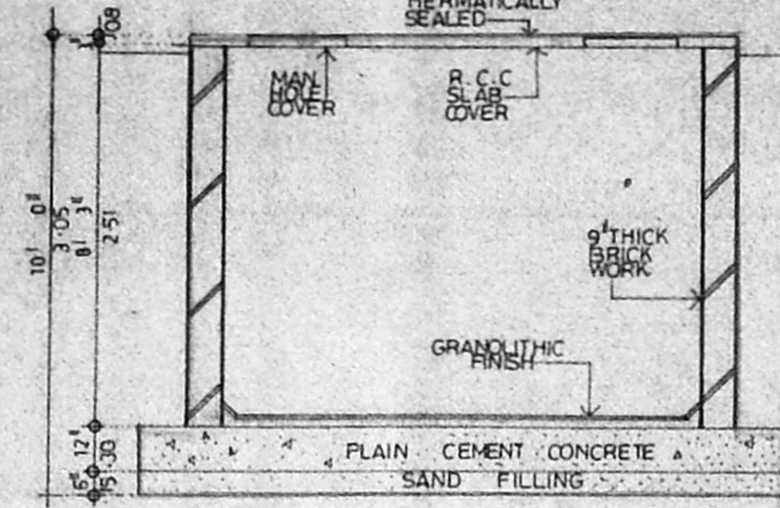 HERMATICALLY
SEALED
.08
3"
MAN
HOLE
COVER
R.C.C
SLAB
COVER
10' 0"
3.05
8' 3"
2.51
9" THICK
BRICK
WORK
GRANOLITHIC
FINISH
12"
.30
PLAIN CEMENT CONCRETE
6"
.15
SAND FILLING